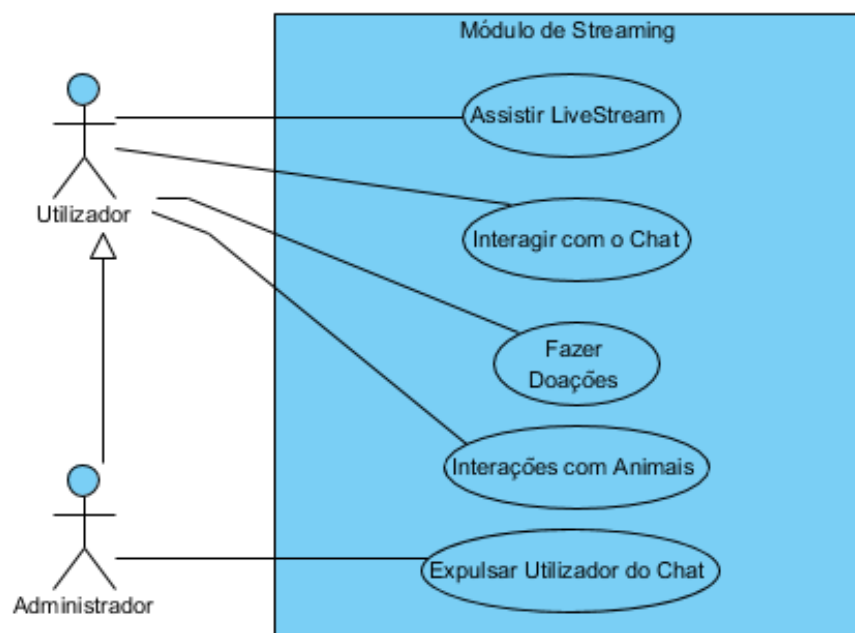 Módulo de Streaming
Assistir LiveStream
Utilizador
Interagir com o Chat
Fazer
Doações
Interações com Animais
Expulsar Utilizador do Chat
Administrador